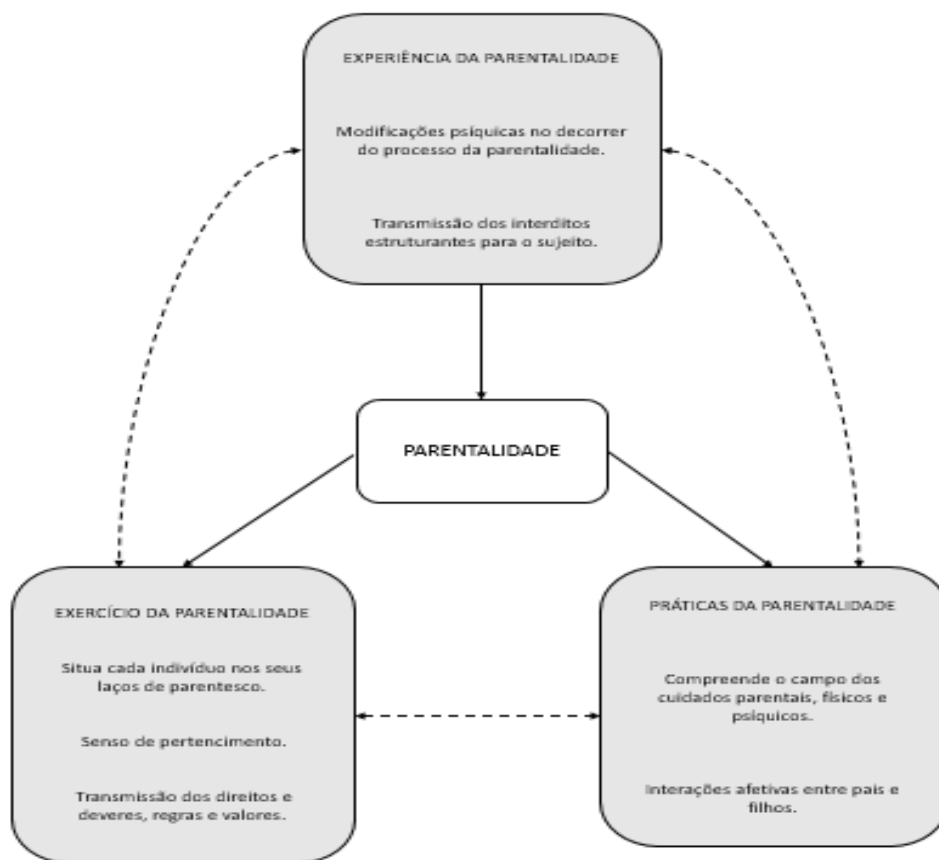 EXPERIÊNCIA DA PARENTALIDADE
Modificações psíquicas no decorrer
do processo da parentalidade.
Transmissão dos interditos
estruturantes para o sujeito.
PARENTALIDADE
EXERCÍCIO DA PARENTALIDADE
Situa cada indivíduo nos seus
laços de parentesco.
Senso de pertencimento.
Transmissão dos direitos e
deveres, regras e valores.
PRÁTICAS DA PARENTALIDADE
Compreende o campo dos
cuidados parentais, físicos e
psíquicos.
Interações afetivas entre pais e
filhos.